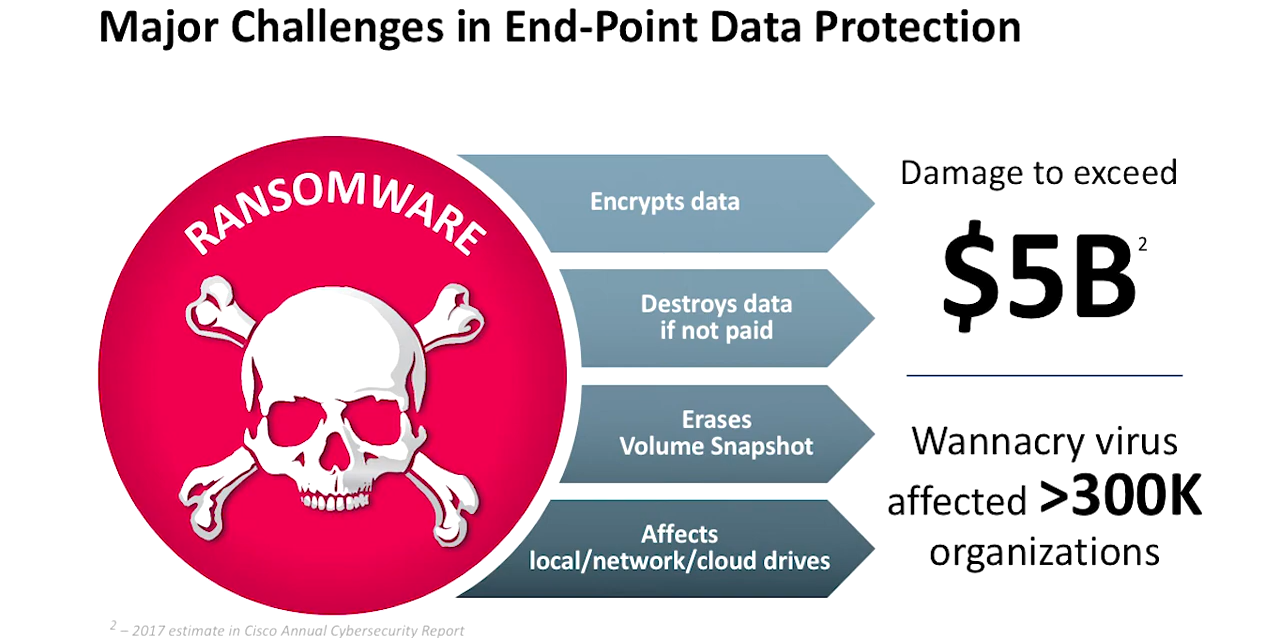 Major Challenges in End-Point Data Protection
RANSOMWARE
Encrypts data
Destroys data
if not paid
Erases
Volume Snapshot
Affects
local/network/cloud drives
Damage to exceed
$5B²
Wannacry virus
affected >300K
organizations
² – 2017 estimate in Cisco Annual Cybersecurity Report